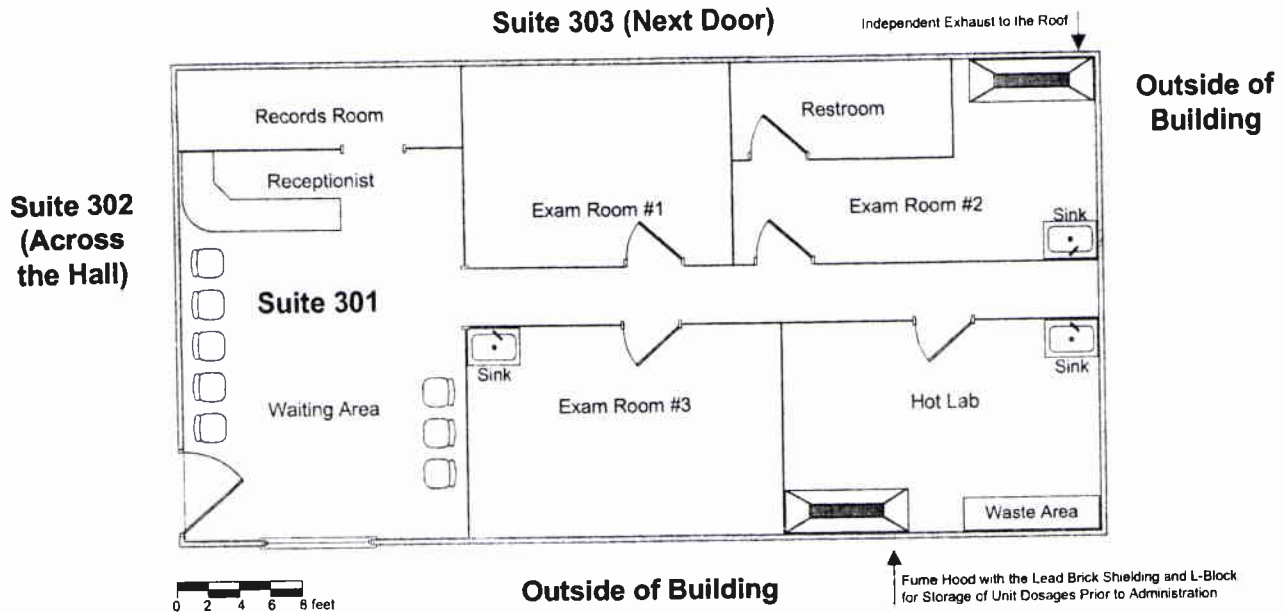 Suite 303 (Next Door)
Independent Exhaust to the Roof
Outside of
Building
Records Room
Restroom
Receptionist
Suite 302
(Across
the Hall)
Exam Room #1
Exam Room #2
Sink
Suite 301
Sink
Sink
Waiting Area
Exam Room #3
Hot Lab
Waste Area
0 2 4 6 8 feet
Outside of Building
Fume Hood with the Lead Brick Shielding and L-Block
for Storage of Unit Dosages Prior to Administration